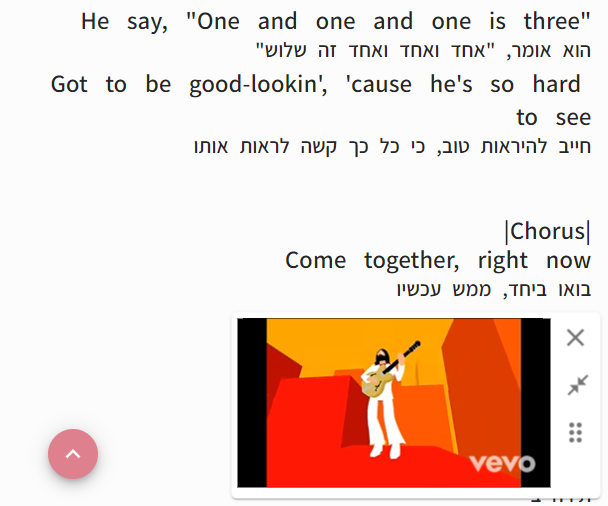 He say, "One and one and one is three"
הוא אומר, "אחד ואחד ואחד זה שלוש"
Got to be good-lookin', 'cause he's so hard
to see
חייב להיראות טוב, כי כל כך קשה לראות אותו
|Chorus|
Come together, right now
בואו ביחד, ממש עכשיו
vevo